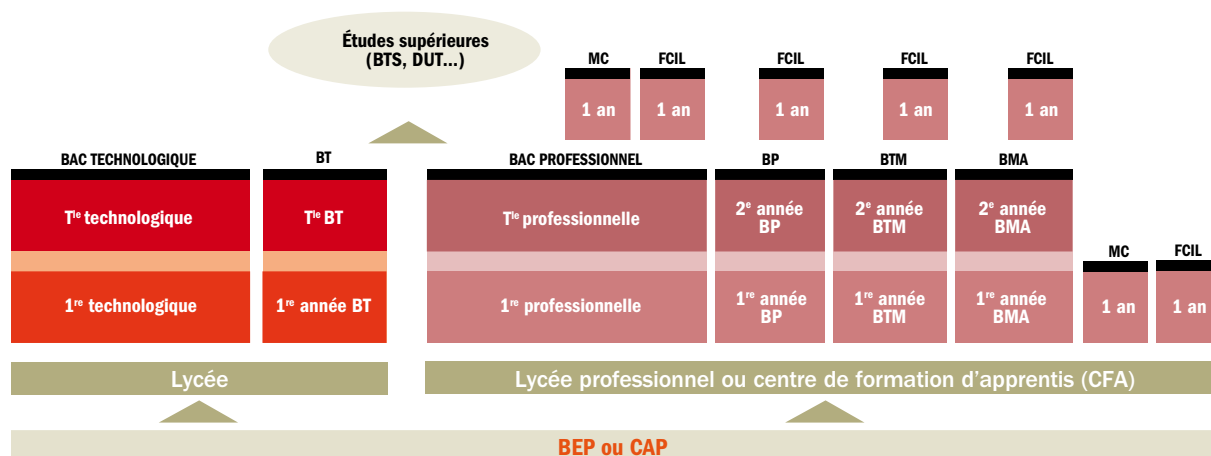 Études supérieures
(BTS, DUT...)
MC
FCIL
FCIL
FCIL
FCIL
1 an
1 an
1 an
1 an
1 an
BAC TECHNOLOGIQUE
BT
BAC PROFESSIONNEL
BP
BTM
BMA
Tle technologique
Tle BT
Tle professionnelle
2e année
BP
2e année
BTM
2e année
BMA
MC
FCIL
1re technologique
1re année BT
1re professionnelle
1re année
BP
1re année
BTM
1re année
BMA
1 an
1 an
Lycée
Lycée professionnel ou centre de formation d'apprentis (CFA)
BEP ou CAP